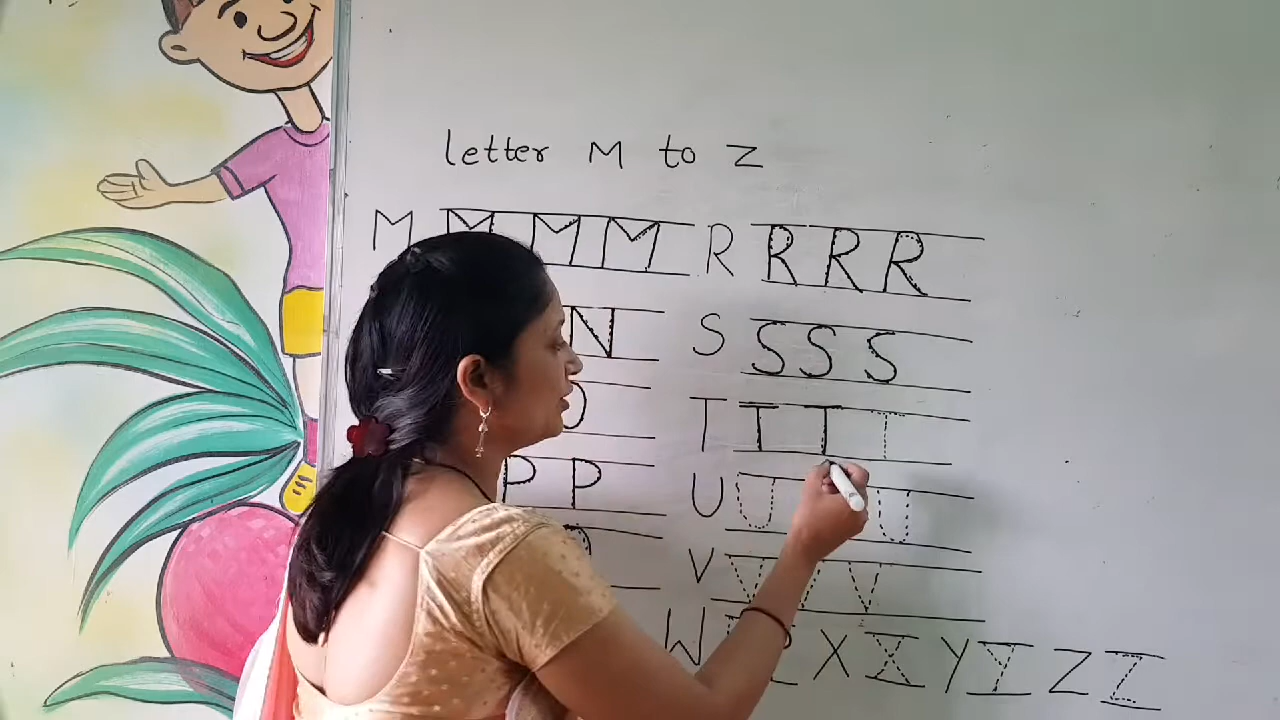 letter M to Z
M M M M R R R R
N S S S S
O T T T T
P P U U U
V V V V
W X X Y Y Z Z